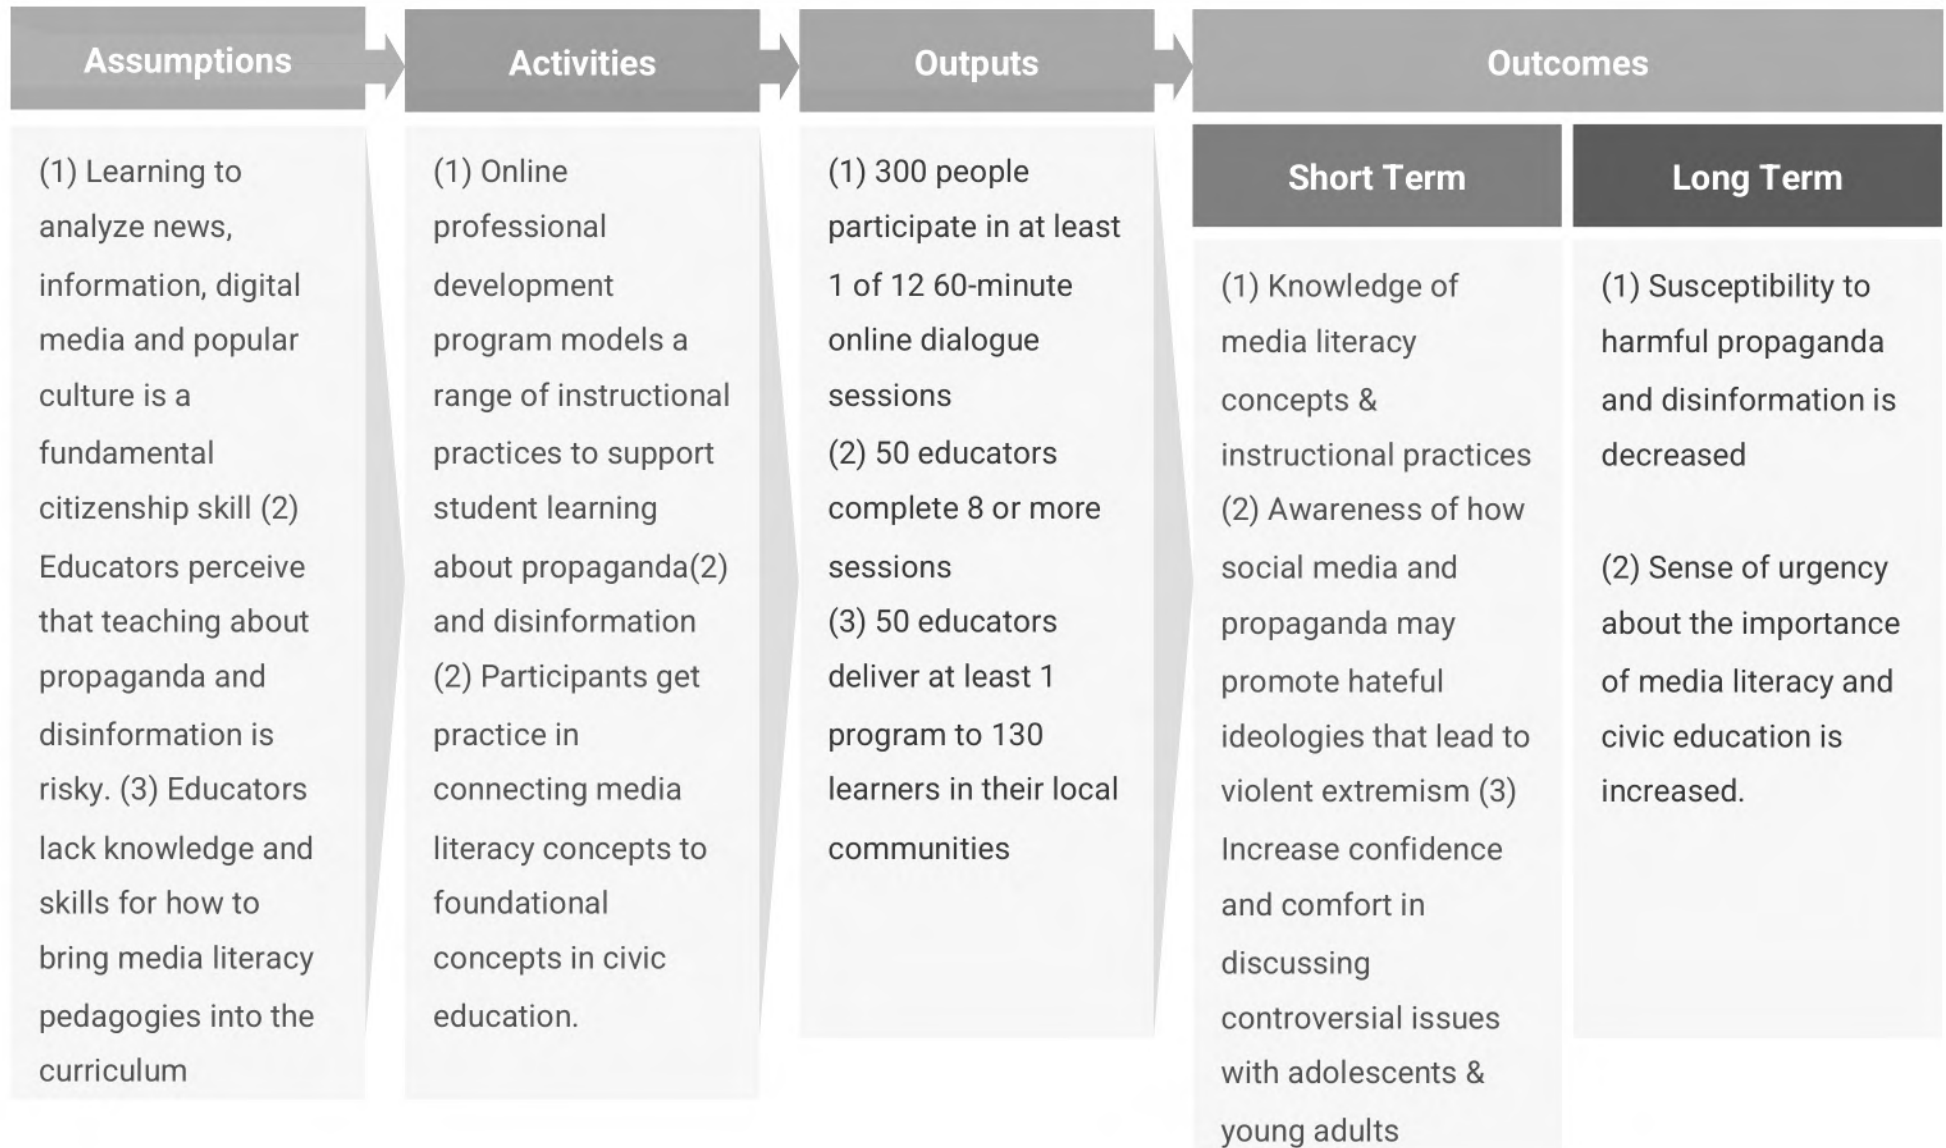 Assumptions
Activities
Outputs
Outcomes
(1) Learning to
analyze news,
information, digital
media and popular
culture is a
fundamental
citizenship skill (2)
Educators perceive
that teaching about
propaganda and
disinformation is
risky. (3) Educators
lack knowledge and
skills for how to
bring media literacy
pedagogies into the
curriculum
(1) Online
professional
development
program models a
range of instructional
practices to support
student learning
about propaganda(2)
and disinformation
(2) Participants get
practice in
connecting media
literacy concepts to
foundational
concepts in civic
education.
(1) 300 people
participate in at least
1 of 12 60-minute
online dialogue
sessions
(2) 50 educators
complete 8 or more
sessions
(3) 50 educators
deliver at least 1
program to 130
learners in their local
communities
Short Term
(1) Knowledge of
media literacy
concepts &
instructional practices
(2) Awareness of how
social media and
propaganda may
promote hateful
ideologies that lead to
violent extremism (3)
Increase confidence
and comfort in
discussing
controversial issues
with adolescents &
young adults
Long Term
(1) Susceptibility to
harmful propaganda
and disinformation is
decreased
(2) Sense of urgency
about the importance
of media literacy and
civic education is
increased.